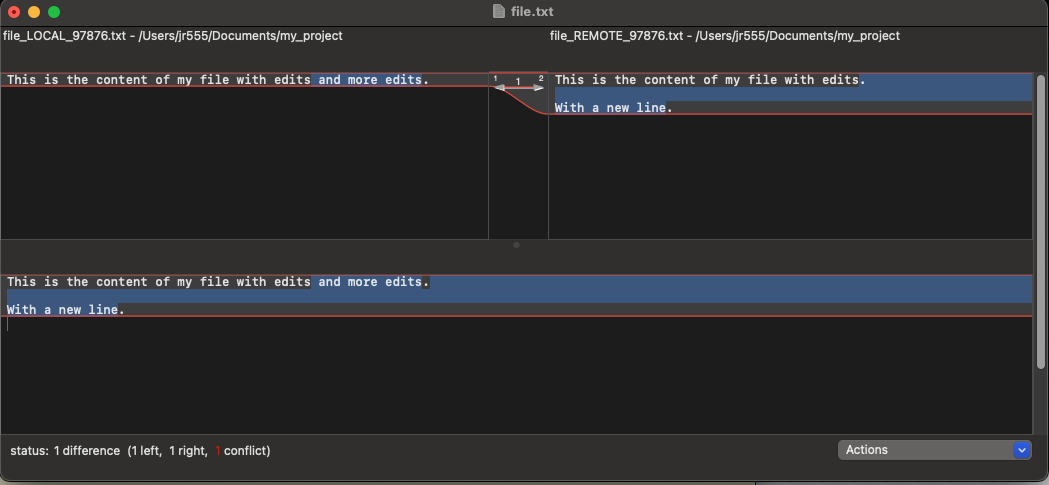 file.txt
file_LOCAL_97876.txt - /Users/jr555/Documents/my_project
file_REMOTE_97876.txt - /Users/jr555/Documents/my_project
This is the content of my file with edits and more edits.
1 1 2
This is the content of my file with edits.
With a new line.
This is the content of my file with edits and more edits.
With a new line.
status: 1 difference (1 left, 1 right, 1 conflict)
Actions